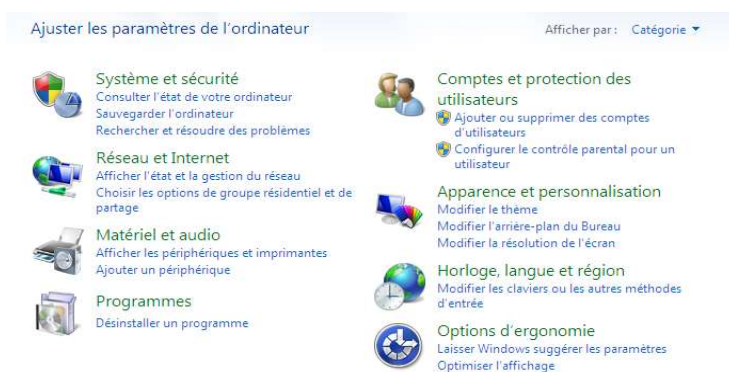 Ajuster les paramètres de l'ordinateur
Afficher par : Catégorie
Système et sécurité
Consulter l'état de votre ordinateur
Sauvegarder l'ordinateur
Rechercher et résoudre des problèmes
Réseau et Internet
Afficher l'état et la gestion du réseau
Choisir les options de groupe résidentiel et de
partage
Matériel et audio
Afficher les périphériques et imprimantes
Ajouter un périphérique
Programmes
Désinstaller un programme
Comptes et protection des
utilisateurs
Ajouter ou supprimer des comptes
d'utilisateurs
Configurer le contrôle parental pour un
utilisateur
Apparence et personnalisation
Modifier le thème
Modifier l'arrière-plan du Bureau
Modifier la résolution de l'écran
Horloge, langue et région
Modifier les claviers ou les autres méthodes
d'entrée
Options d'ergonomie
Laisser Windows suggérer les paramètres
Optimiser l'affichage